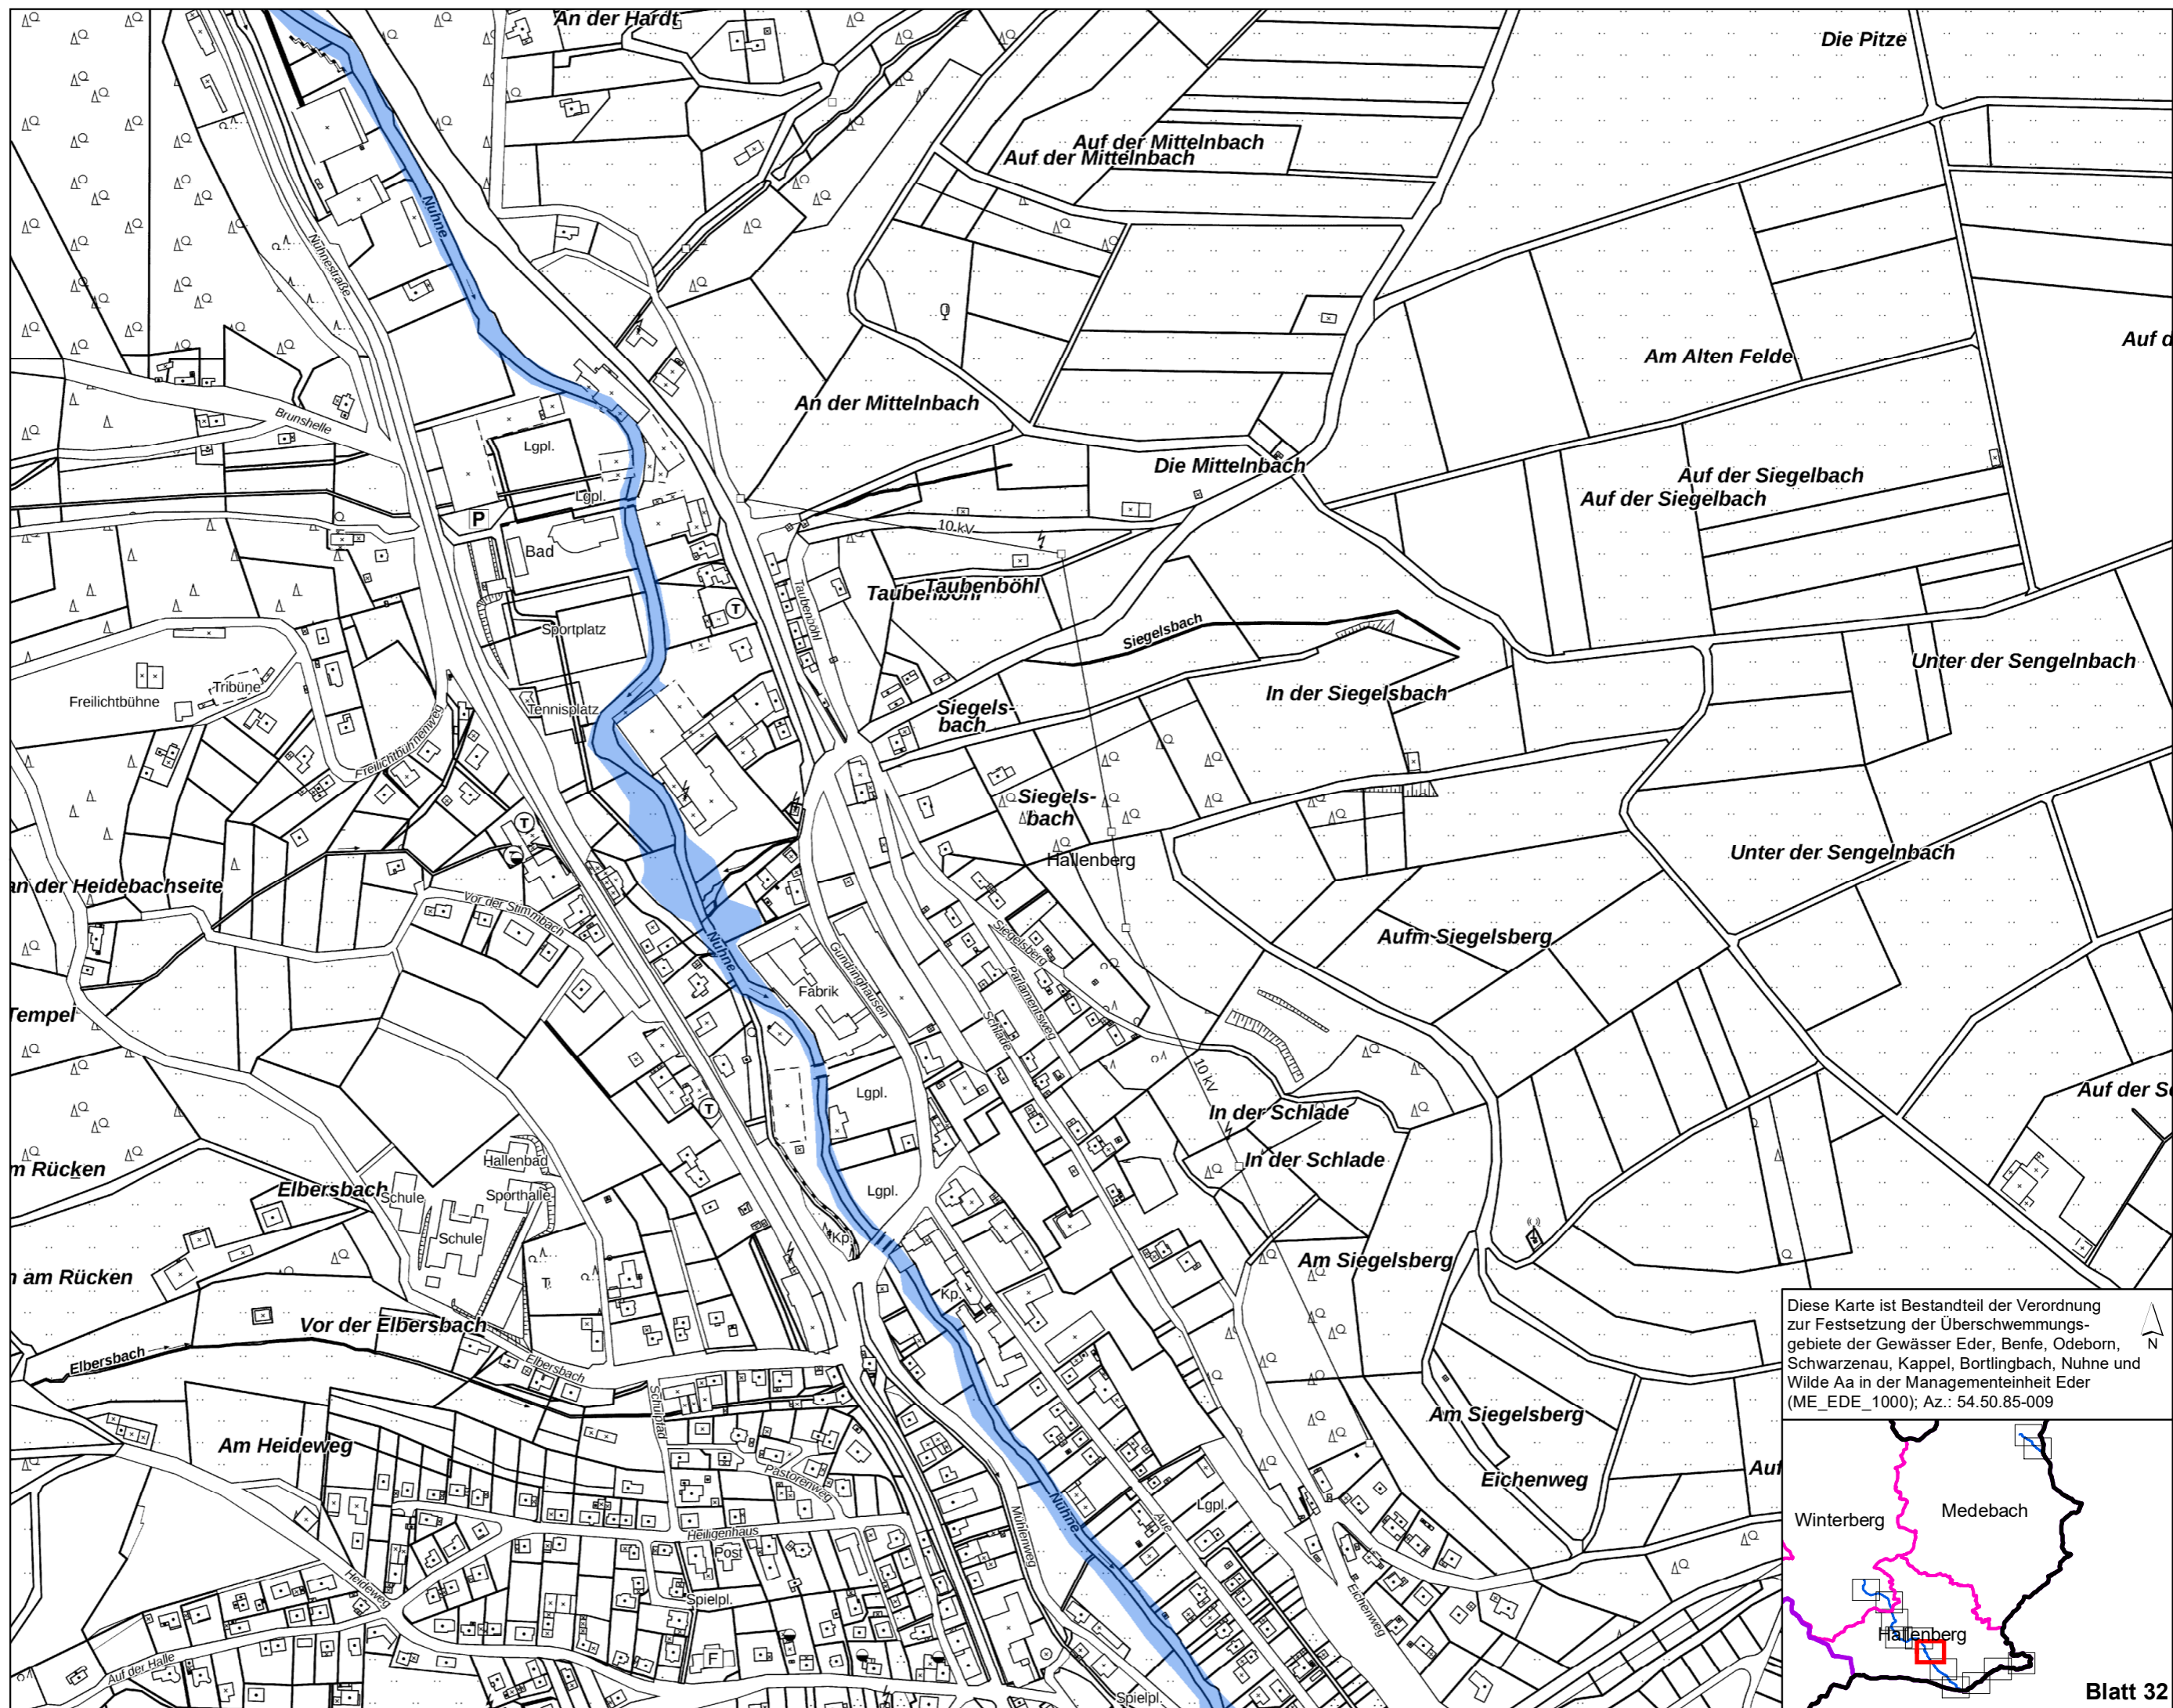 An der Hardt
Die Pitze
Auf der Mittelnbach
Auf der Mittelnbach
Nuhne
Nuhnestraße
Am Alten Felde
Auf d
An der Mittelnbach
Brunshelle
Lgpl.
Die Mittelnbach
Auf der Siegelbach
Auf der Siegelbach
Lgpl.
P
10 kV
Bad
Taubenböhl
Taubenböhl
Taubenböhl
T
Sportplatz
Siegelsbach
Unter der Sengelnbach
Tribüne
Freilichtbühne
In der Siegelsbach
Tennisplatz
Siegels-
bach
Freilichtbühnenweg
Siegels-
bach
T
Hallenberg
Unter der Sengelnbach
an der Heidebachseite
Vor der Stimmbach
Siegelsberg
Aufm Siegelsberg
Nuhne
Gundringhausen
Fabrik
Parlamentsweg
Schlade
Tempel
10 kV
Lgpl.
Auf der S
T
In der Schlade
In der Schlade
Hallenbad
m Rücken
Elbersbach
Schule
Sporthalle
Lgpl.
Schule
Kp.
Am Siegelsberg
n am Rücken
T.
Kp.
Vor der Elbersbach
Elbersbach
Elbersbach
Schulpfad
Am Siegelsberg
Am Heideweg
Pastorenweg
Eichenweg
Auf
Nuhne
Lgpl.
Aue
Mühlenweg
Heiligenhaus
Post
Heideweg
Spielpl.
Eichenweg
F
Auf der Halle
Spielpl.
Diese Karte ist Bestandteil der Verordnung
zur Festsetzung der Überschwemmungs-
gebiete der Gewässer Eder, Benfe, Odeborn,
Schwarzenau, Kappel, Bortlingbach, Nuhne und
Wilde Aa in der Managementeinheit Eder
(ME_EDE_1000); Az.: 54.50.85-009
N
Winterberg
Medebach
Hallenberg
Blatt 32